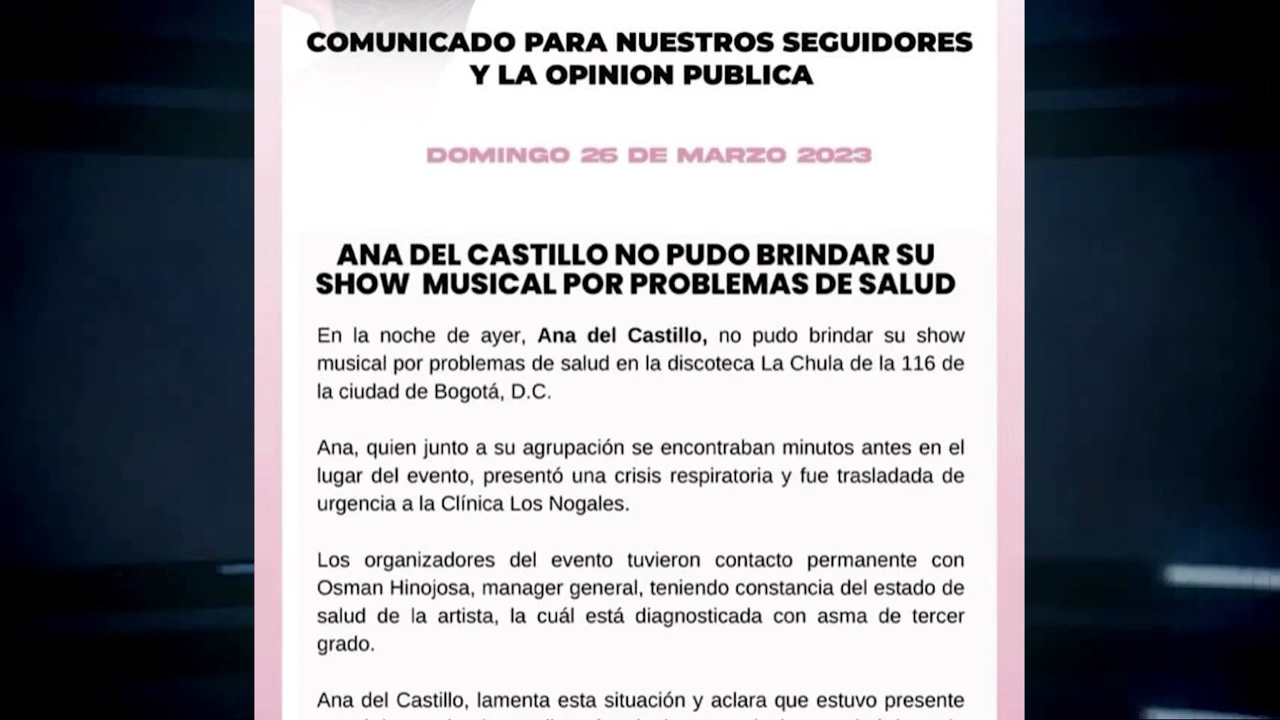 COMUNICADO PARA NUESTROS SEGUIDORES
Y LA OPINION PUBLICA
DOMINGO 26 DE MARZO 2023
ANA DEL CASTILLO NO PUDO BRINDAR SU
SHOW MUSICAL POR PROBLEMAS DE SALUD
En la noche de ayer, Ana del Castillo, no pudo brindar su show
musical por problemas de salud en la discoteca La Chula de la 116 de
la ciudad de Bogotá, D.C.
Ana, quien junto a su agrupación se encontraban minutos antes en el
lugar del evento, presentó una crisis respiratoria y fue trasladada de
urgencia a la Clínica Los Nogales.
Los organizadores del evento tuvieron contacto permanente con
Osman Hinojosa, manager general, teniendo constancia del estado de
salud de la artista, la cuál está diagnosticada con asma de tercer
grado.
Ana del Castillo, lamenta esta situación y aclara que estuvo presente